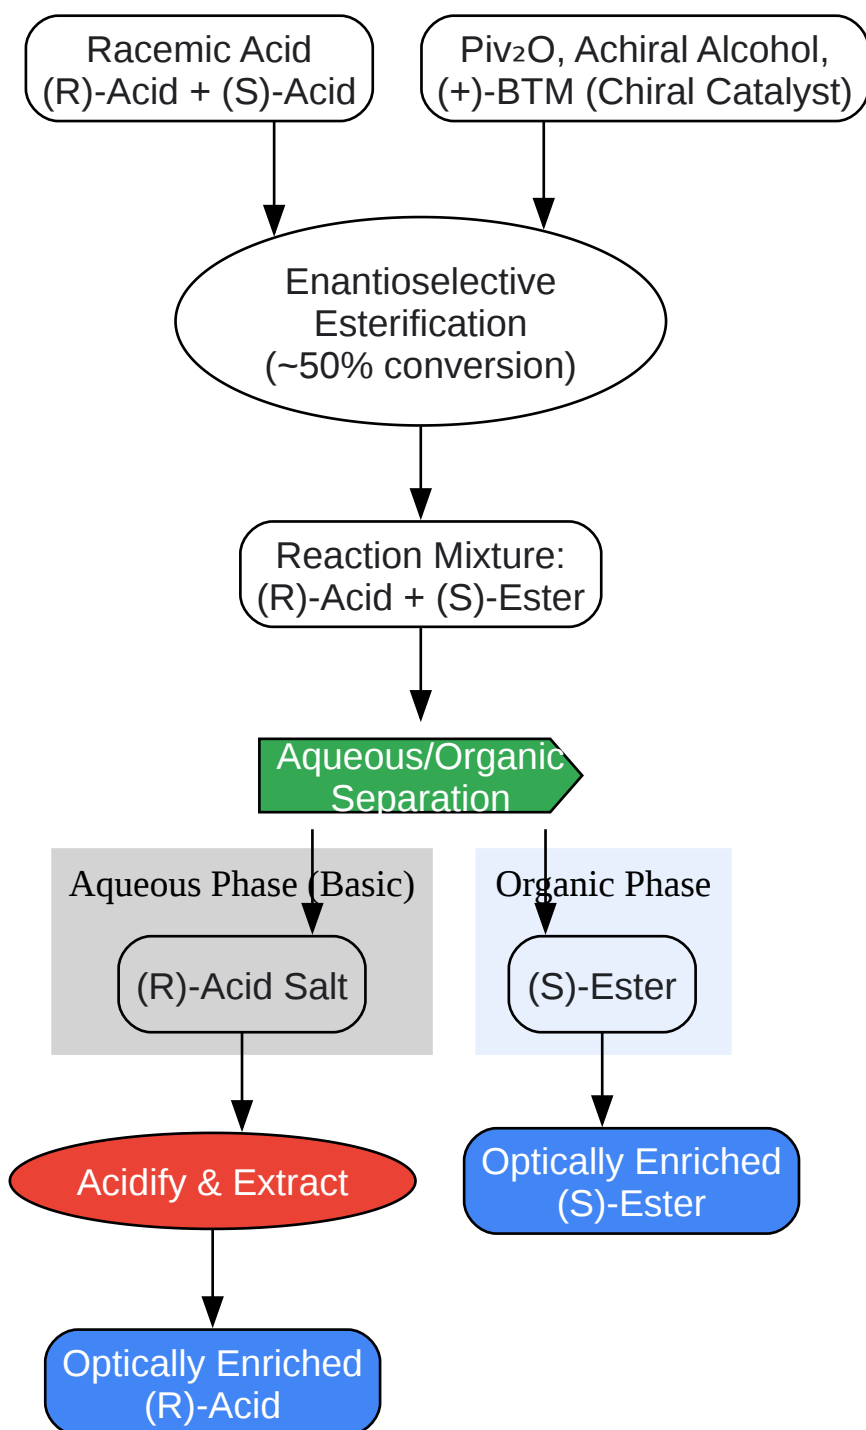 Racemic Acid
(R)-Acid + (S)-Acid
Piv₂O, Achiral Alcohol,
(+)-BTM (Chiral Catalyst)
Enantioselective
Esterification
(~50% conversion)
Reaction Mixture:
(R)-Acid + (S)-Ester
Aqueous/Organic
Separation
Aqueous Phase (Basic)
(R)-Acid Salt
Organic Phase
(S)-Ester
Acidify & Extract
Optically Enriched
(S)-Ester
Optically Enriched
(R)-Acid